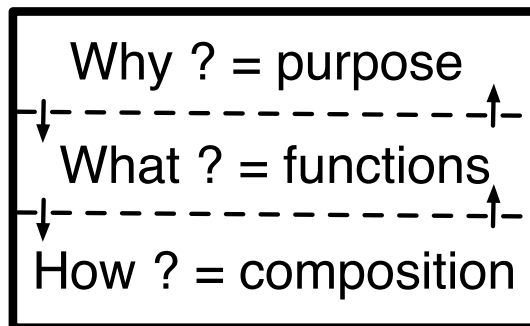 Why ? = purpose
What ? = functions
How ? = composition